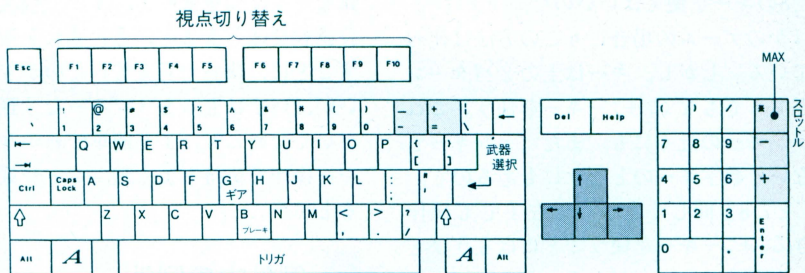 視点切り替え
MAX
Esc F1 F2 F3 F4 F5 F6 F7 F8 F9 F10
~ ! @ # $ % ^ & * ( ) _ + ¦ ←
` 1 2 3 4 5 6 7 8 9 0 - = \
Del Help
( ) / ※
スロットル
Q W E R T Y U I O P { }
[ ]
武器
選択
7 8 9 −
Ctrl Caps Lock A S D F G H J K L : "
ギア
; '
↑
4 5 6 +
⇧ Z X C V B N M < > ? ⇧
ブレーキ
, . /
← ↓ →
1 2 3 Enter
Alt A トリガ A Alt
0 .